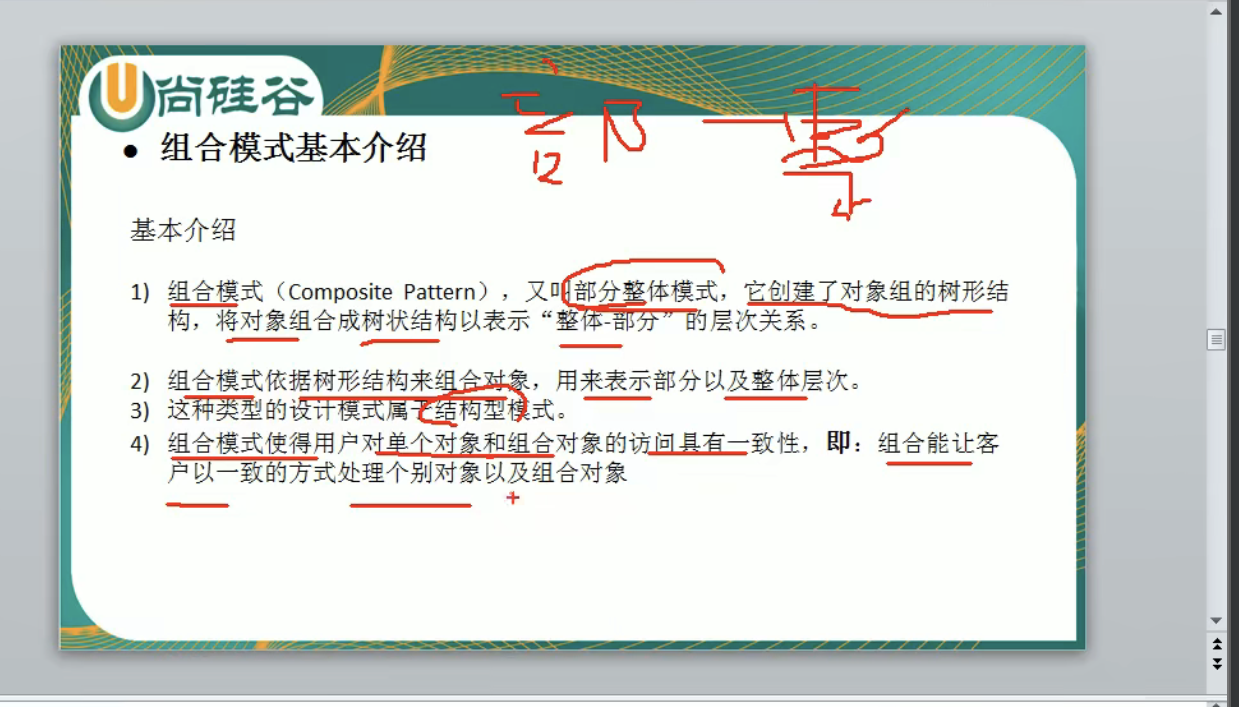 尚硅谷
● 组合模式基本介绍
基本介绍
1) 组合模式（Composite Pattern），又叫部分整体模式，它创建了对象组的树形结
构，将对象组合成树状结构以表示“整体-部分”的层次关系。
2) 组合模式依据树形结构来组合对象，用来表示部分以及整体层次。
3) 这种类型的设计模式属于结构型模式。
4) 组合模式使得用户对单个对象和组合对象的访问具有一致性，即：组合能让客
户以一致的方式处理个别对象以及组合对象